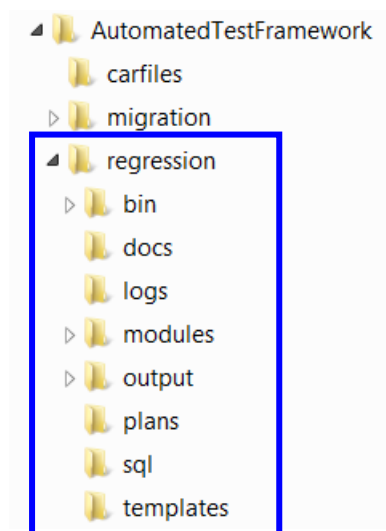 AutomatedTestFramework
carfiles
migration
regression
bin
docs
logs
modules
output
plans
sql
templates